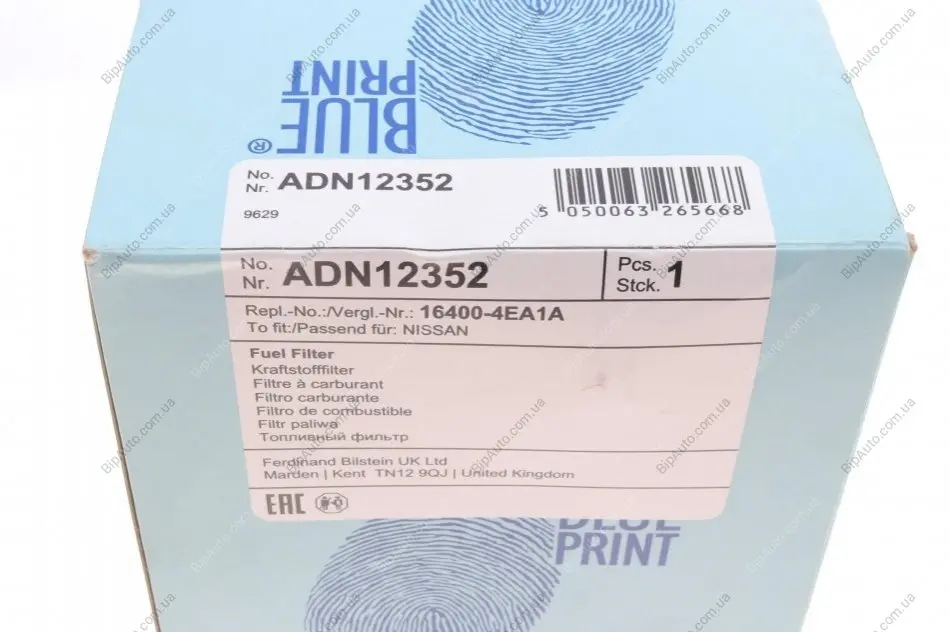 BLUE
PRINT
®
No.
Nr. ADN12352
9629
5 050063 265668
No.
Nr. ADN12352
Pcs.
Stck. 1
Repl.-No.:/Vergl.-Nr.: 16400-4EA1A
To fit:/Passend für: NISSAN
Fuel Filter
Kraftstofffilter
Filtre à carburant
Filtro carburante
Filtro de combustible
Filtr paliwa
Топливный фильтр
Ferdinand Bilstein UK Ltd
Marden | Kent TN12 9QJ | United Kingdom
EAC
BLUE
PRINT
BipAuto.com.ua